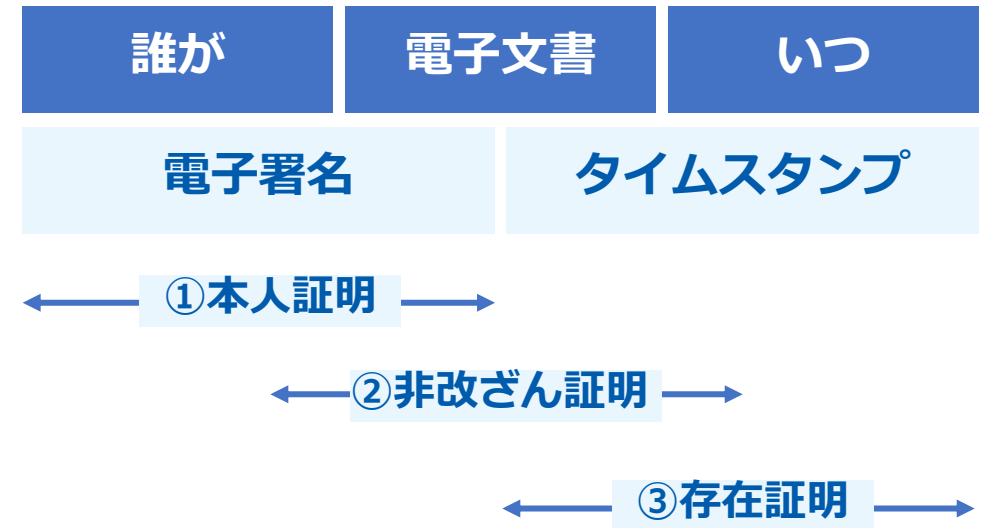 誰が
電子文書
いつ
電子署名
タイムスタンプ
①本人証明
②非改ざん証明
③存在証明